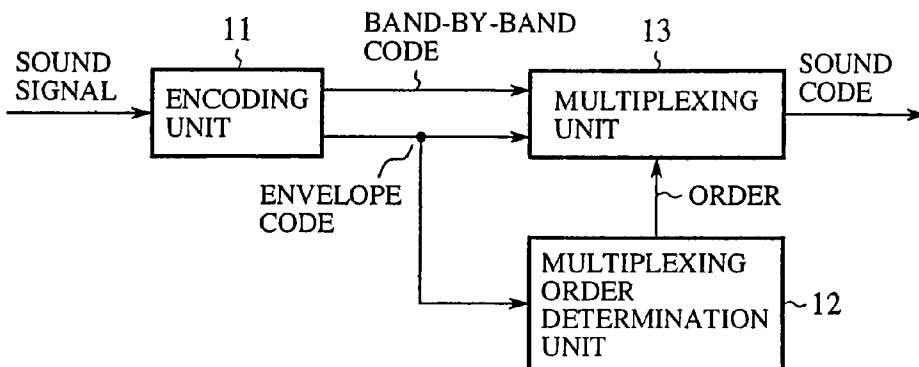 11
BAND-BY-BAND
CODE
13
SOUND
SIGNAL
ENCODING
UNIT
MULTIPLEXING
UNIT
SOUND
CODE
ENVELOPE
CODE
ORDER
MULTIPLEXING
ORDER
DETERMINATION
UNIT
12